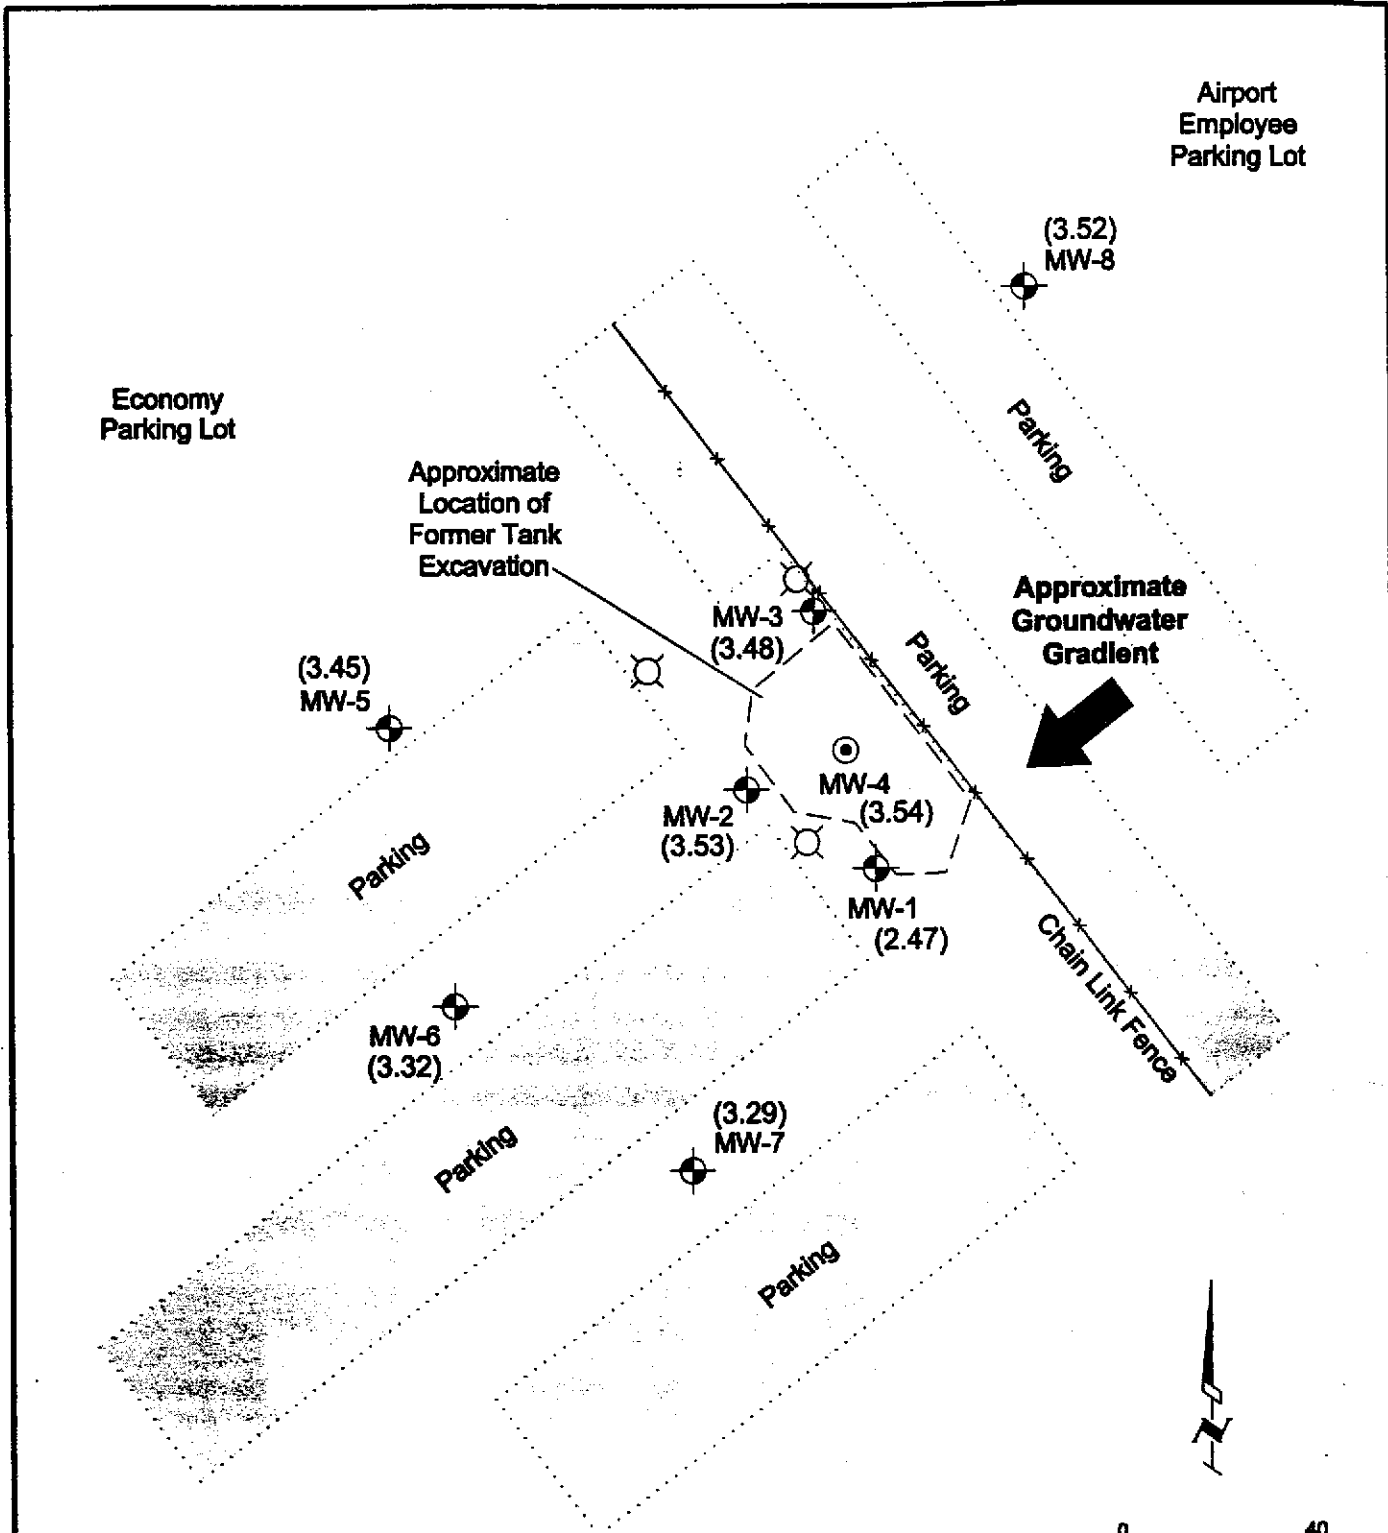 Airport
Employee
Parking Lot
(3.52)
MW-8
Economy
Parking Lot
Parking
Approximate
Location of
Former Tank
Excavation
Approximate
Groundwater
Gradient
MW-3
(3.48)
Parking
(3.45)
MW-5
MW-4
(3.54)
MW-2
(3.53)
Parking
MW-1
(2.47)
Chain Link Fence
MW-6
(3.32)
(3.29)
MW-7
Parking
Parking
N
0 40